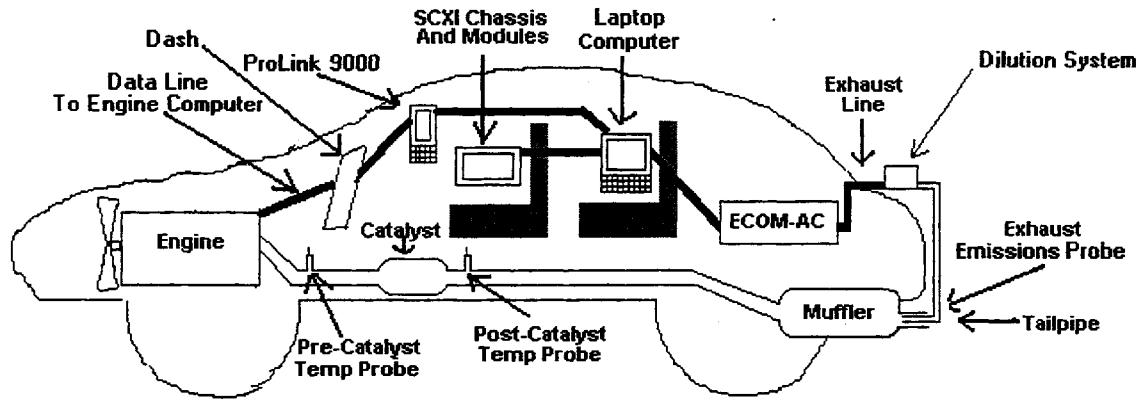 SCXI Chassis
And Modules
Laptop
Computer
Dash
ProLink 9000
Data Line
To Engine Computer
Dilution System
Exhaust
Line
Engine
Catalyst
ECOM-AC
Exhaust
Emissions Probe
Muffler
Tailpipe
Pre-Catalyst
Temp Probe
Post-Catalyst
Temp Probe